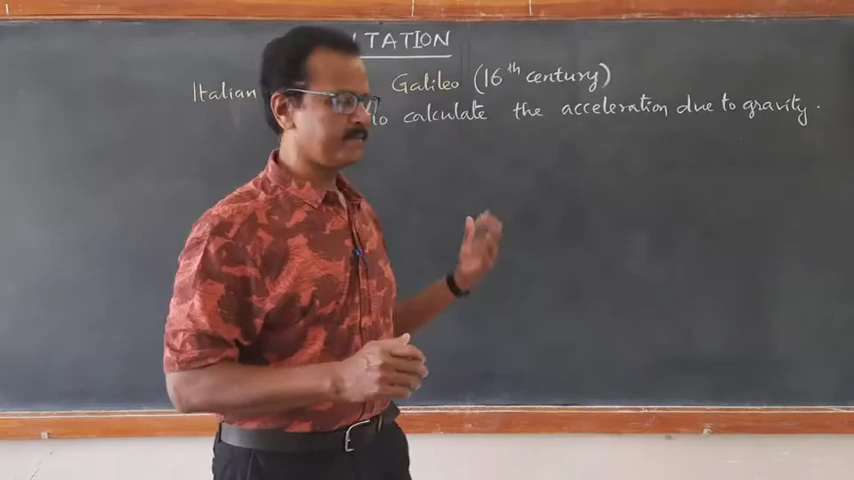 TATION
Italian Galileo (16th century)
to calculate the acceleration due to gravity.